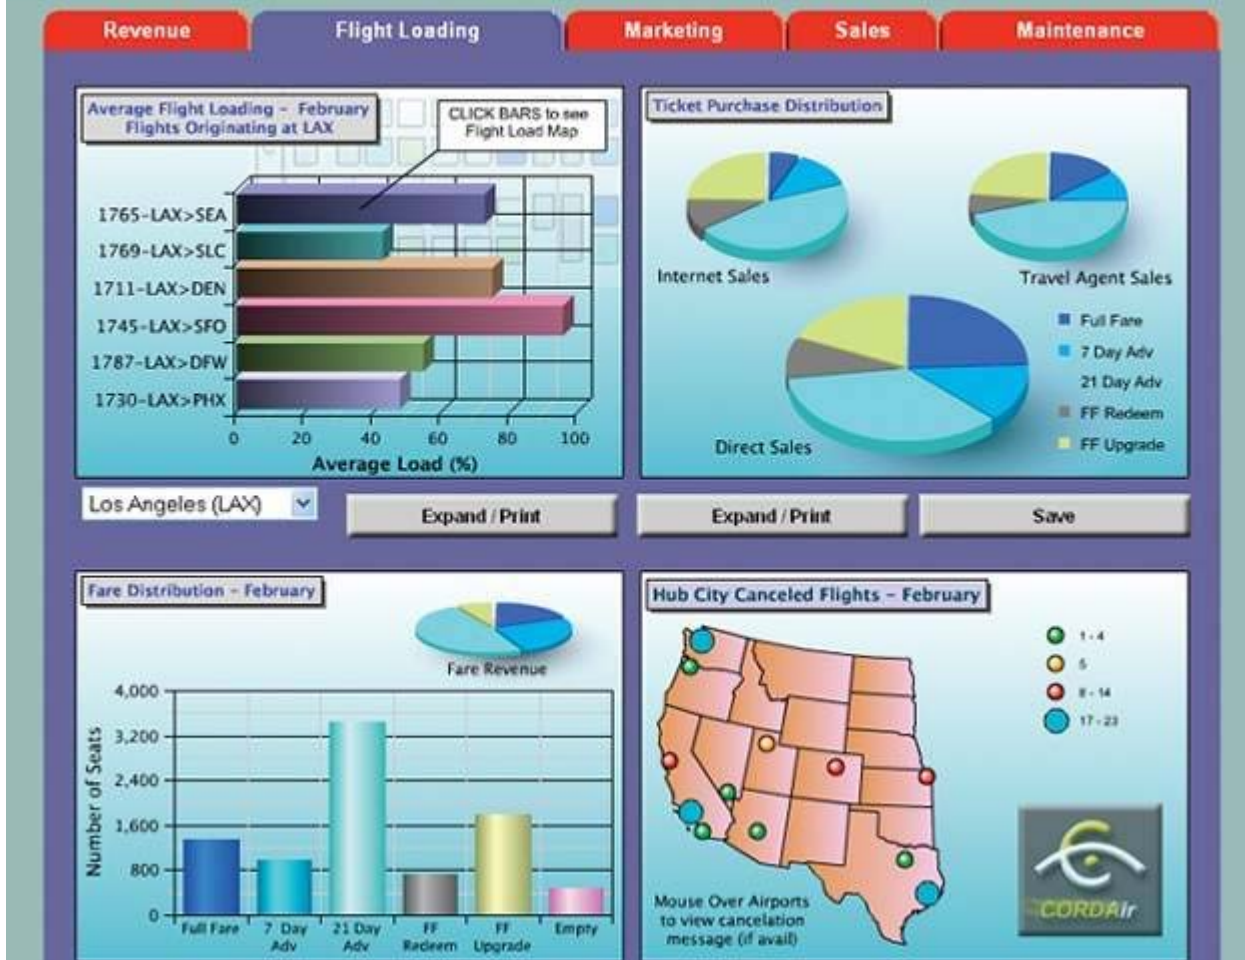 Revenue
Flight Loading
Marketing
Sales
Maintenance
Average Flight Loading - February
Flights Originating at LAX
CLICK BARS to see
Flight Load Map
1765-LAX>SEA
1769-LAX>SLC
1711-LAX>DEN
1745-LAX>SFO
1787-LAX>DFW
1730-LAX>PHX
0 20 40 60 80 100
Average Load (%)
Ticket Purchase Distribution
Internet Sales
Travel Agent Sales
Direct Sales
Full Fare
7 Day Adv
21 Day Adv
FF Redeem
FF Upgrade
Los Angeles (LAX)
Expand / Print
Expand / Print
Save
Fare Distribution - February
Fare Revenue
Number of Seats
4,000
3,200
2,400
1,600
800
0
Full Fare
7 Day
Adv
21 Day
Adv
FF
Redeem
FF
Upgrade
Empty
Hub City Canceled Flights - February
1 - 4
5
8 - 14
17 - 23
Mouse Over Airports
to view cancelation
message (if avail)
CORDAIr